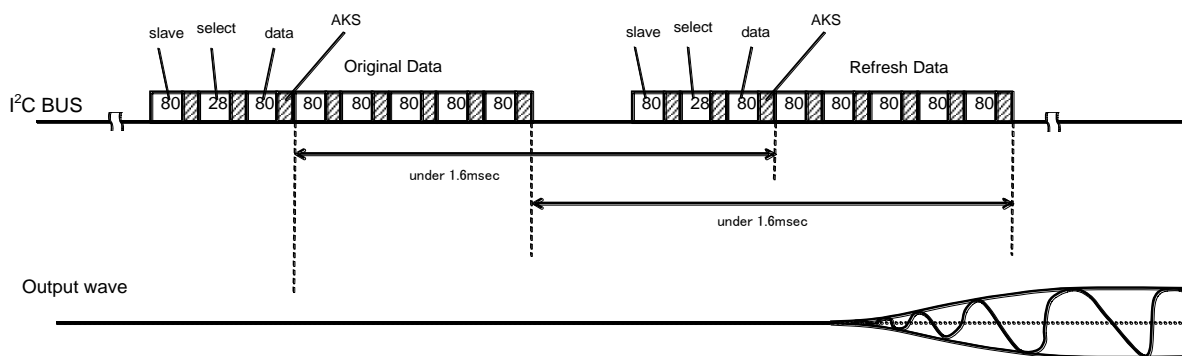 slave select data AKS
Original Data
slave select data AKS
Refresh Data
I²C BUS
80 28 80 80 80 80 80 80
80 28 80 80 80 80 80 80
under 1.6msec
under 1.6msec
Output wave